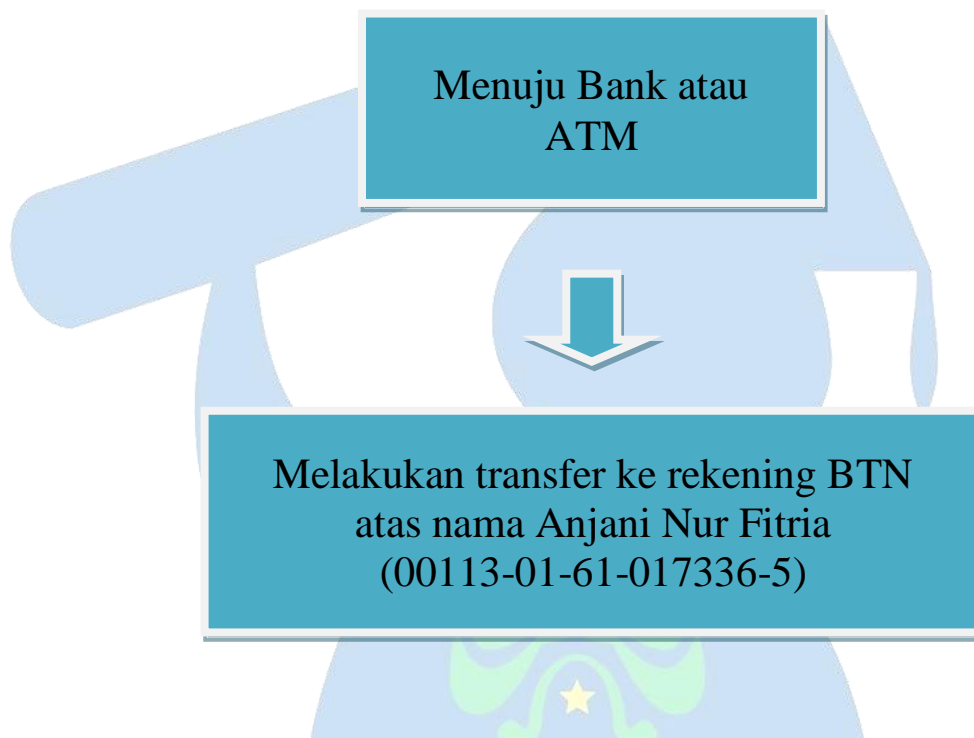 Menuju Bank atau
ATM
Melakukan transfer ke rekening BTN
atas nama Anjani Nur Fitria
(00113-01-61-017336-5)